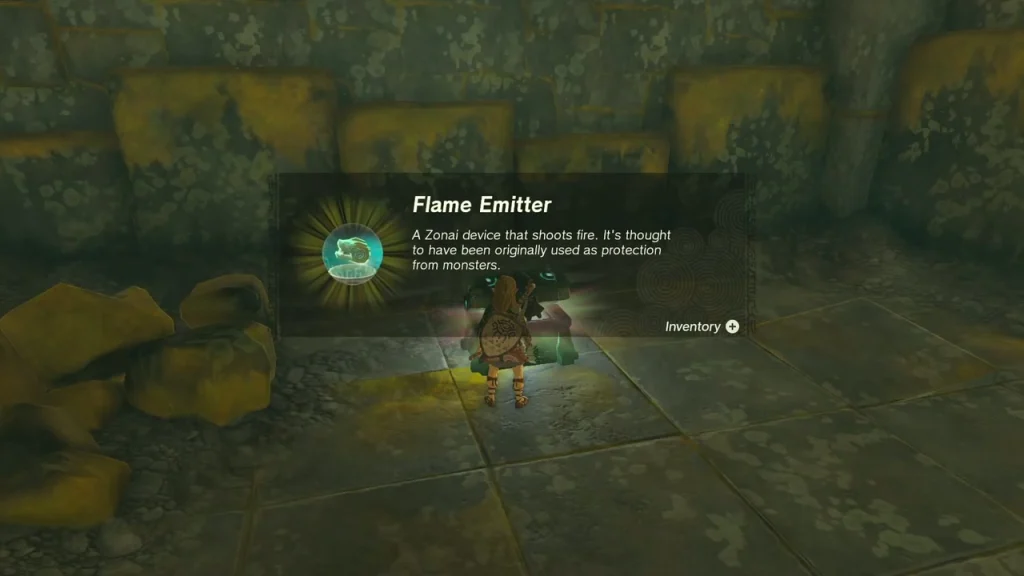 Flame Emitter
A Zonai device that shoots fire. It's thought
to have been originally used as protection
from monsters.
Inventory +